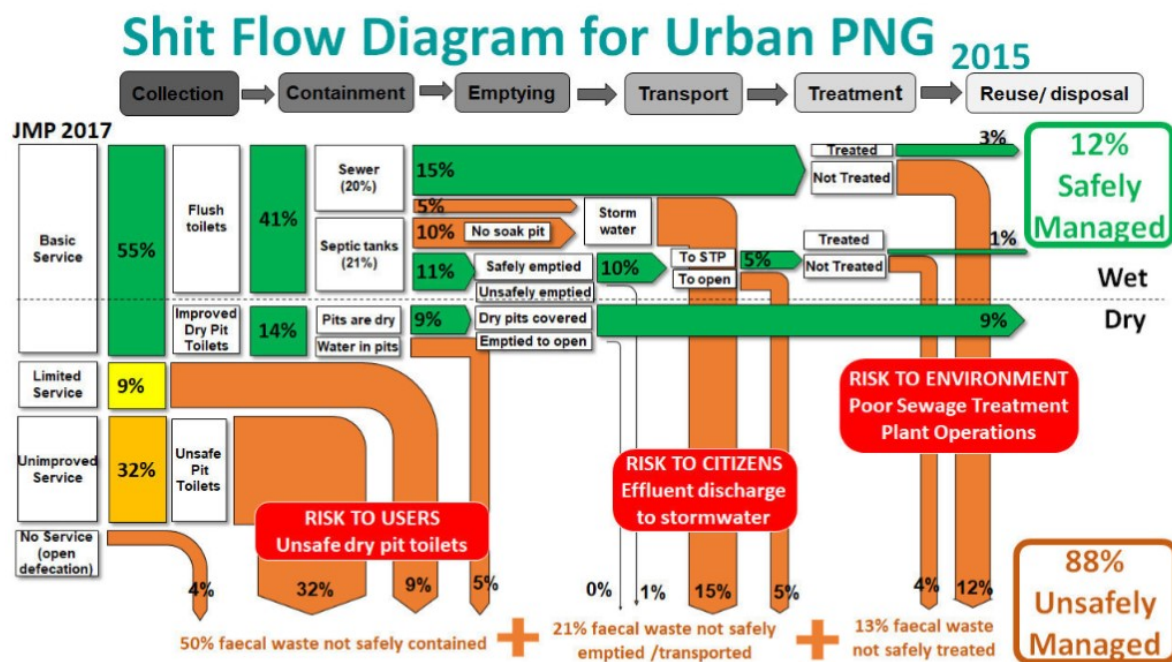 Shit Flow Diagram for Urban PNG 2015
Collection
Containment
Emptying
Transport
Treatment
Reuse/ disposal
JMP 2017
Basic
Service
55%
Flush
toilets
41%
Sewer
(20%)
15%
Treated
Not Treated
3%
12%
Safely
Managed
5%
Storm
water
Septic tanks
(21%)
10%
No soak pit
11%
Safely emptied
Unsafely emptied
10%
To STP
To open
5%
Treated
Not Treated
1%
Wet
Dry
Improved
Dry Pit
Toilets
14%
Pits are dry
Water in pits
9%
Dry pits covered
Emptied to open
9%
Limited
Service
9%
Unimproved
Service
32%
Unsafe
Pit
Toilets
No Service
(open
defecation)
RISK TO USERS
Unsafe dry pit toilets
RISK TO CITIZENS
Effluent discharge
to stormwater
RISK TO ENVIRONMENT
Poor Sewage Treatment
Plant Operations
4%
32%
9%
5%
0%
1%
15%
5%
4%
12%
50% faecal waste not safely contained
+
21% faecal waste not safely
emptied /transported
+
13% faecal waste
not safely treated
88%
Unsafely
Managed